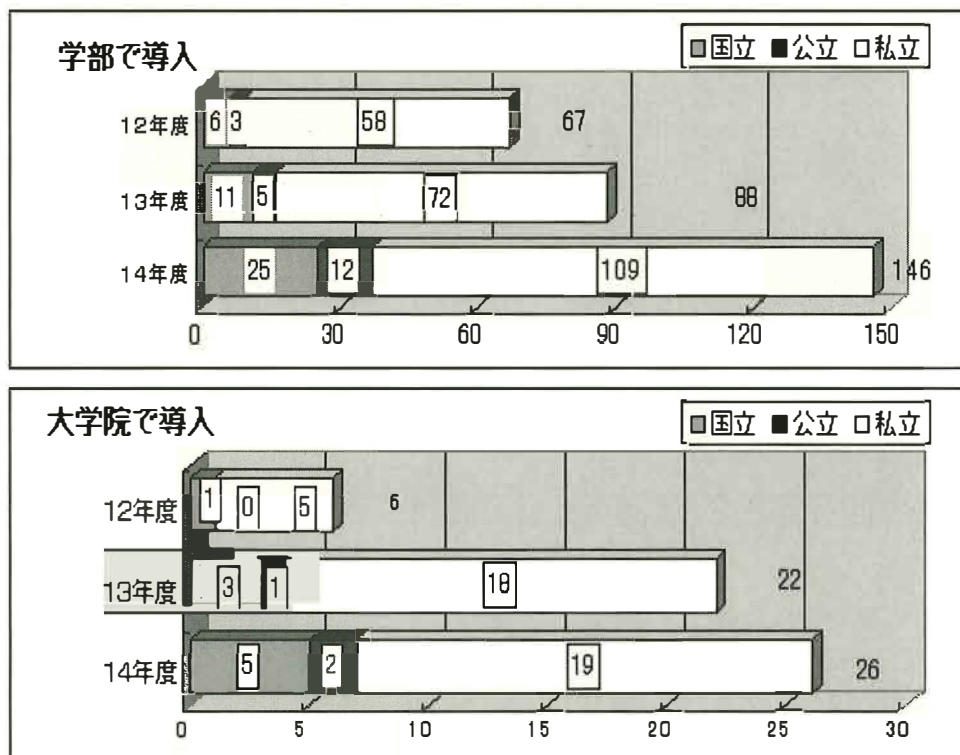 学部で導入
国立 公立 私立
12年度 6 3 58 67
13年度 11 5 72 88
14年度 25 12 109 146
0 30 60 90 120 150
大学院で導入
国立 公立 私立
12年度 1 0 5 6
13年度 3 1 18 22
14年度 5 2 19 26
0 5 10 15 20 25 30